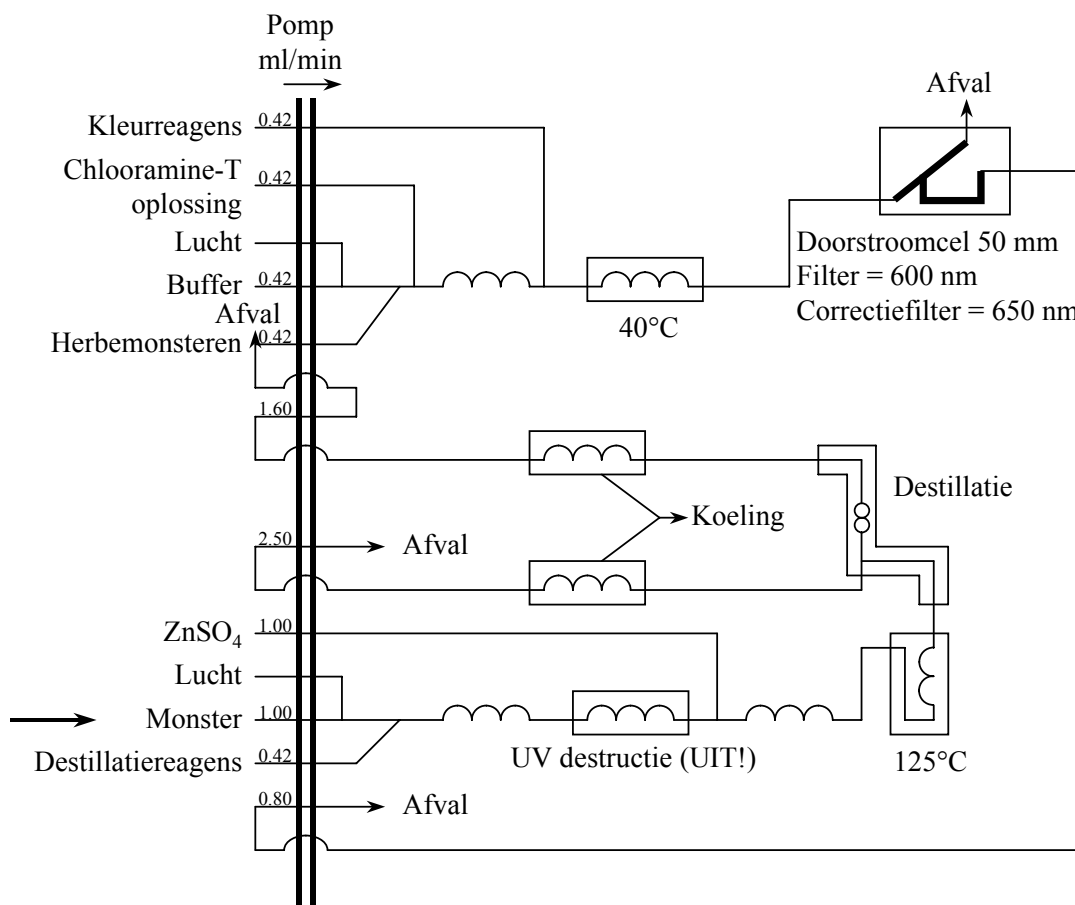 Pomp
ml/min
Afval
Kleurreagens 0.42
Chlooramine-T 0.42
oplossing
Lucht
Doorstroomcel 50 mm
Buffer 0.42
Filter = 600 nm
Afval
Correctiefilter = 650 nm
Herbemonsteren 0.42
40°C
1.60
Destillatie
Koeling
2.50 Afval
ZnSO₄ 1.00
Lucht
Monster 1.00
Destillatiereagens 0.42
UV destructie (UIT!)
125°C
0.80 Afval